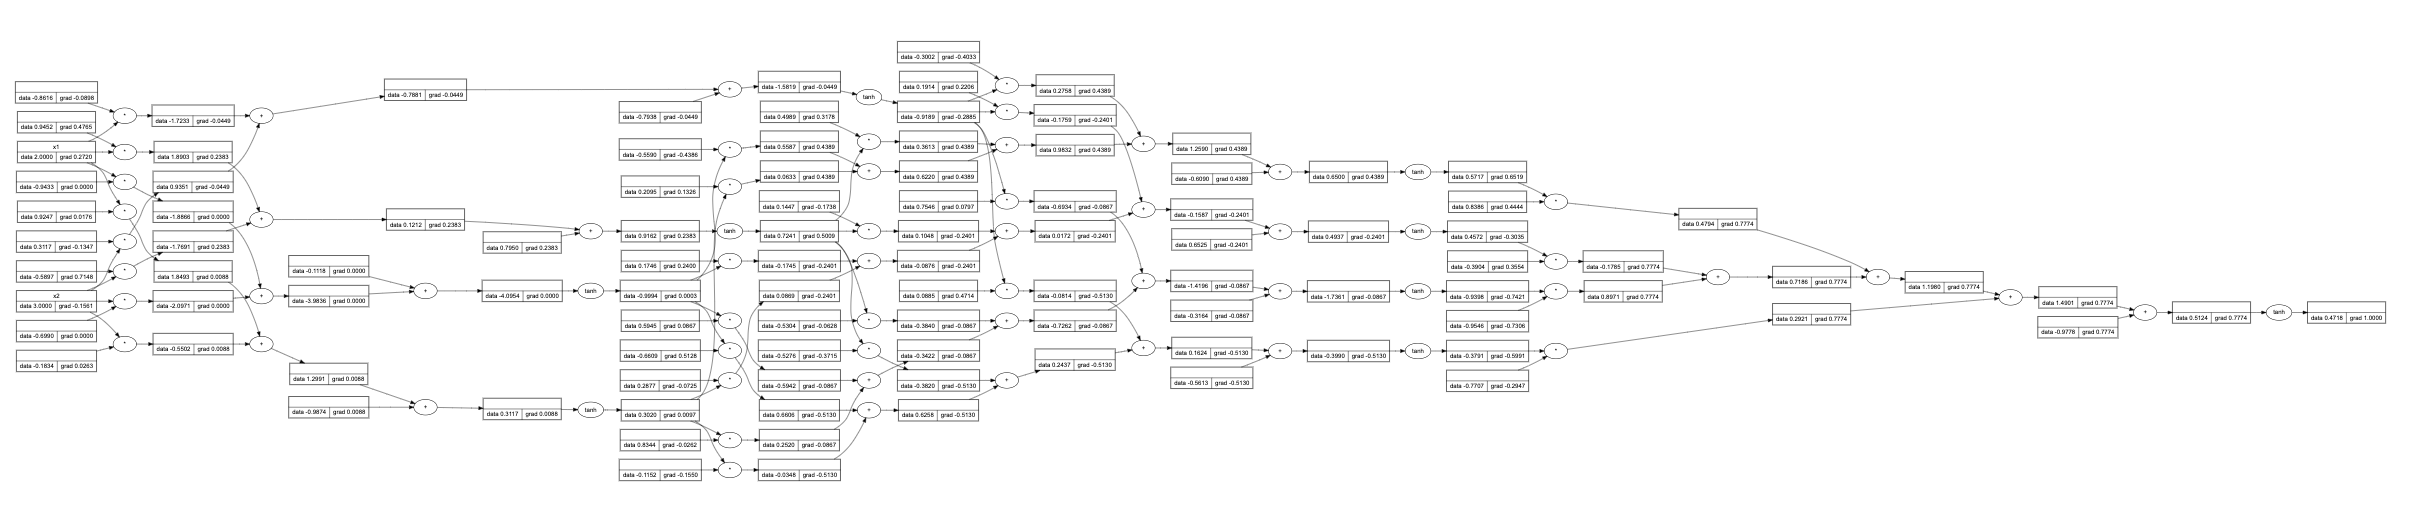 data -0.8616 grad -0.0898
data 0.9452 grad 0.4765
x1
data 2.0000 grad 0.2720
data -0.9433 grad 0.0000
data 0.9247 grad 0.0176
data 0.3117 grad -0.1347
data -0.5897 grad 0.7148
x2
data 3.0000 grad -0.1561
data -0.6990 grad 0.0000
data -0.1834 grad 0.0263
*
*
*
*
*
*
*
*
data -1.7233 grad -0.0449
data 1.8903 grad 0.2383
data 0.9351 grad -0.0449
data -1.8866 grad 0.0000
data -1.7691 grad 0.2383
data 1.8493 grad 0.0088
data -2.0971 grad 0.0000
data -0.5502 grad 0.0088
+
+
+
+
data -0.1118 grad 0.0000
data -3.9836 grad 0.0000
data 1.2991 grad 0.0088
data -0.9874 grad 0.0088
data -0.7881 grad -0.0449
data 0.1212 grad 0.2383
+
+
data 0.7950 grad 0.2383
data -4.0954 grad 0.0000
data 0.3117 grad 0.0088
+
tanh
tanh
data -0.7938 grad -0.0449
data -0.5590 grad -0.4386
data 0.2095 grad 0.1326
data 0.9162 grad 0.2383
data 0.1746 grad 0.2400
data -0.9994 grad 0.0003
data 0.5945 grad 0.0867
data -0.6609 grad 0.5128
data 0.2877 grad -0.0725
data 0.3020 grad 0.0097
data 0.8344 grad -0.0262
data -0.1152 grad -0.1550
+
*
*
tanh
*
*
*
*
*
*
data -1.5819 grad -0.0449
data 0.4989 grad 0.3178
data 0.5587 grad 0.4389
data 0.0633 grad 0.4389
data 0.1447 grad -0.1738
data 0.7241 grad 0.5009
data -0.1745 grad -0.2401
data 0.0869 grad -0.2401
data -0.5304 grad -0.0628
data -0.5276 grad -0.3715
data -0.5942 grad -0.0867
data 0.6606 grad -0.5130
data 0.2520 grad -0.0867
data -0.0348 grad -0.5130
tanh
*
+
*
+
*
*
+
+
data -0.3002 grad -0.4033
data 0.1914 grad 0.2206
data -0.9189 grad -0.2885
data 0.3613 grad 0.4389
data 0.6220 grad 0.4389
data 0.7546 grad 0.0797
data 0.1048 grad -0.2401
data -0.0876 grad -0.2401
data 0.0885 grad 0.4714
data -0.3840 grad -0.0867
data -0.3422 grad -0.0867
data -0.3820 grad -0.5130
data 0.6258 grad -0.5130
*
*
+
*
+
*
+
+
data 0.2758 grad 0.4389
data -0.1759 grad -0.2401
data 0.9832 grad 0.4389
data -0.6934 grad -0.0867
data 0.0172 grad -0.2401
data -0.0814 grad -0.5130
data -0.7262 grad -0.0867
data 0.2437 grad -0.5130
+
+
+
+
data 1.2590 grad 0.4389
data -0.6090 grad 0.4389
data -0.1587 grad -0.2401
data 0.6525 grad -0.2401
data -1.4196 grad -0.0867
data -0.3164 grad -0.0867
data 0.1624 grad -0.5130
data -0.5613 grad -0.5130
+
+
+
+
data 0.6500 grad 0.4389
data 0.4937 grad -0.2401
data -1.7361 grad -0.0867
data -0.3990 grad -0.5130
tanh
tanh
tanh
tanh
data 0.5717 grad 0.6519
data 0.8386 grad 0.4444
data 0.4572 grad -0.3035
data -0.3904 grad 0.3554
data -0.9398 grad -0.7421
data -0.9546 grad -0.7306
data -0.3791 grad -0.5991
data -0.7707 grad -0.2947
*
*
*
*
data -0.1785 grad 0.7774
data 0.8971 grad 0.7774
data 0.4794 grad 0.7774
+
data 0.7186 grad 0.7774
data 0.2921 grad 0.7774
+
data 1.1980 grad 0.7774
+
data 1.4901 grad 0.7774
data -0.9778 grad 0.7774
+
data 0.5124 grad 0.7774
tanh
data 0.4718 grad 1.0000